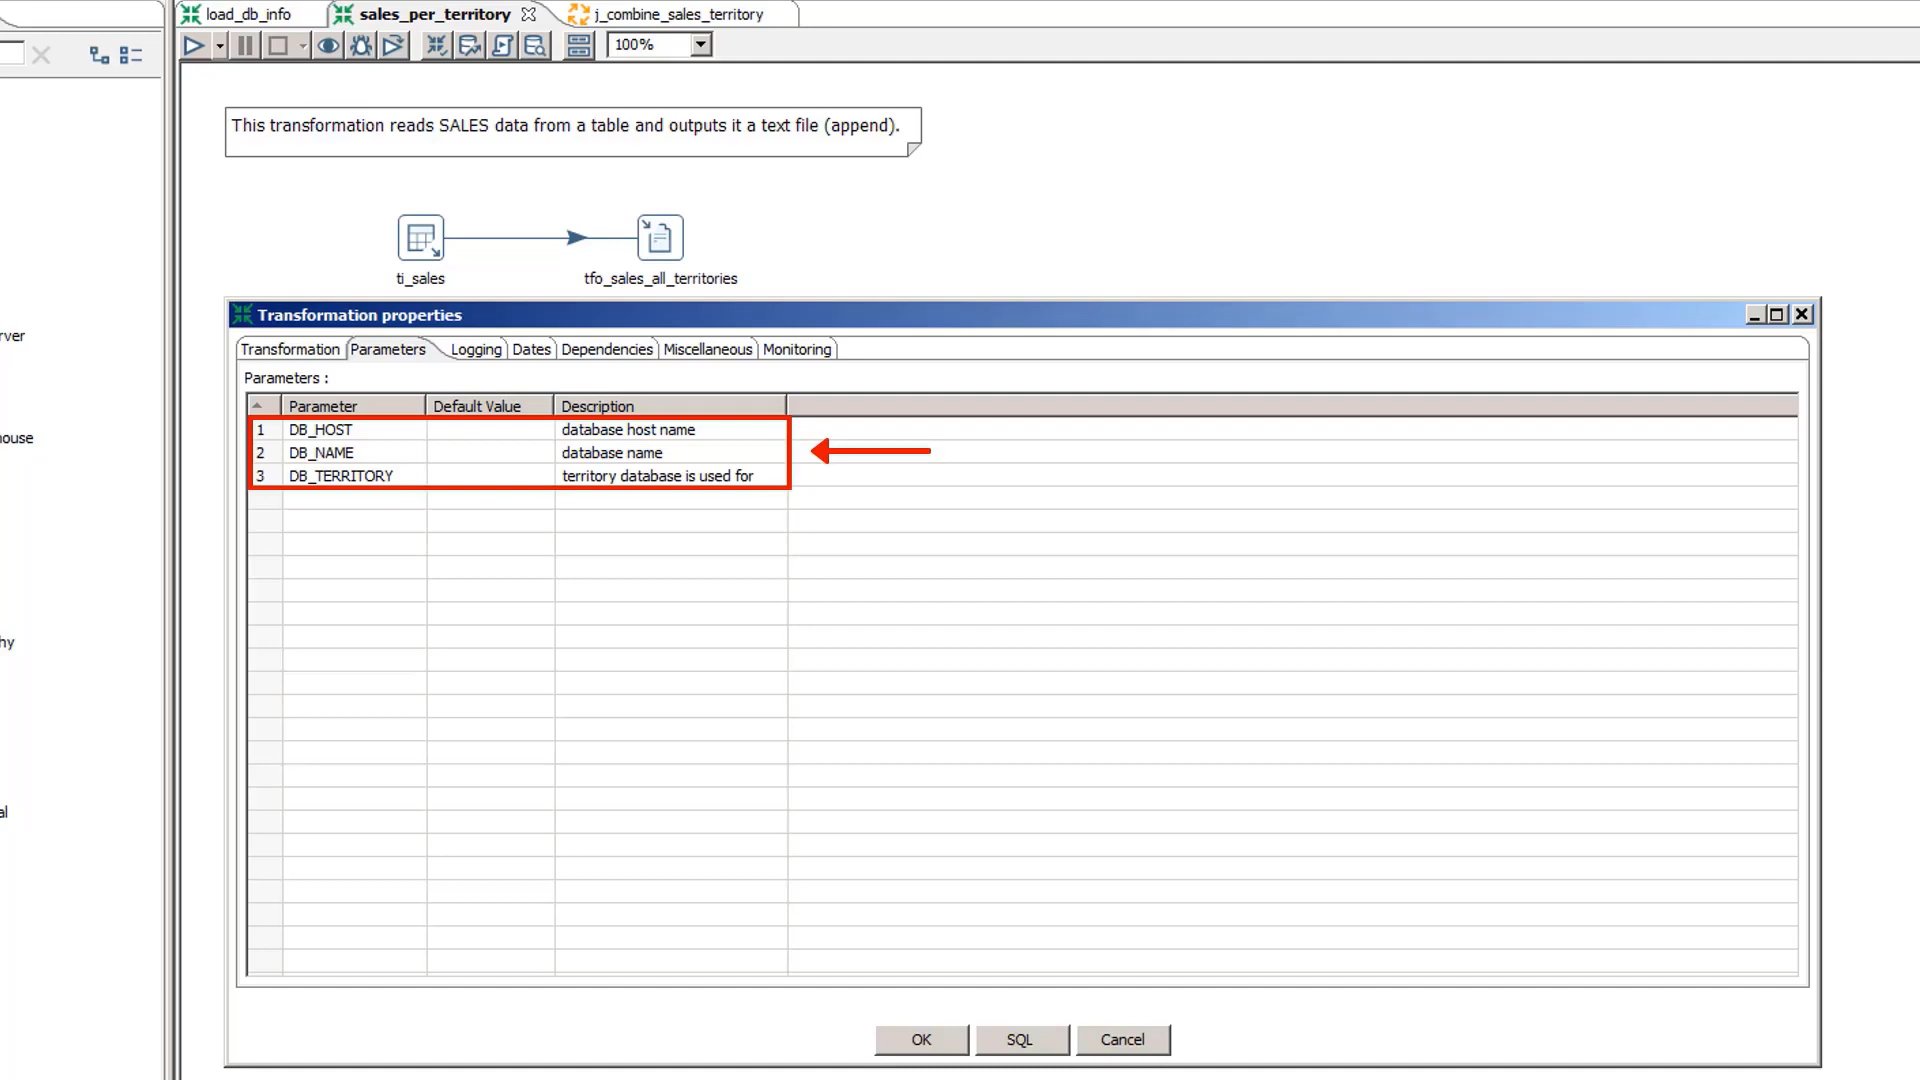 load_db_info sales_per_territory j_combine_sales_territory
100%
This transformation reads SALES data from a table and outputs it a text file (append).
ti_sales tfo_sales_all_territories
rver
ouse
hy
al
Transformation properties
Transformation Parameters Logging Dates Dependencies Miscellaneous Monitoring
Parameters :
Parameter Default Value Description
1 DB_HOST database host name
2 DB_NAME database name
3 DB_TERRITORY territory database is used for
OK SQL Cancel